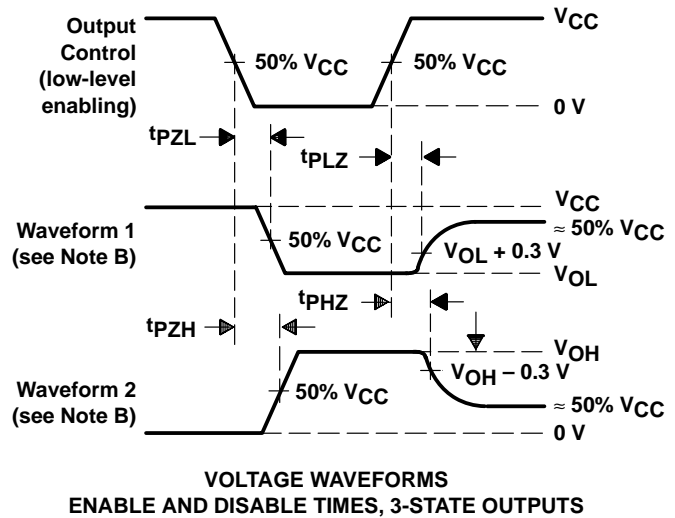 Output
Control
(low-level
enabling)
50% VCC
50% VCC
VCC
0 V
tPZL
tPLZ
Waveform 1
(see Note B)
50% VCC
VCC
≈ 50% VCC
VOL + 0.3 V
VOL
tPHZ
tPZH
Waveform 2
(see Note B)
50% VCC
VOH
VOH – 0.3 V
≈ 50% VCC
0 V
VOLTAGE WAVEFORMS
ENABLE AND DISABLE TIMES, 3-STATE OUTPUTS